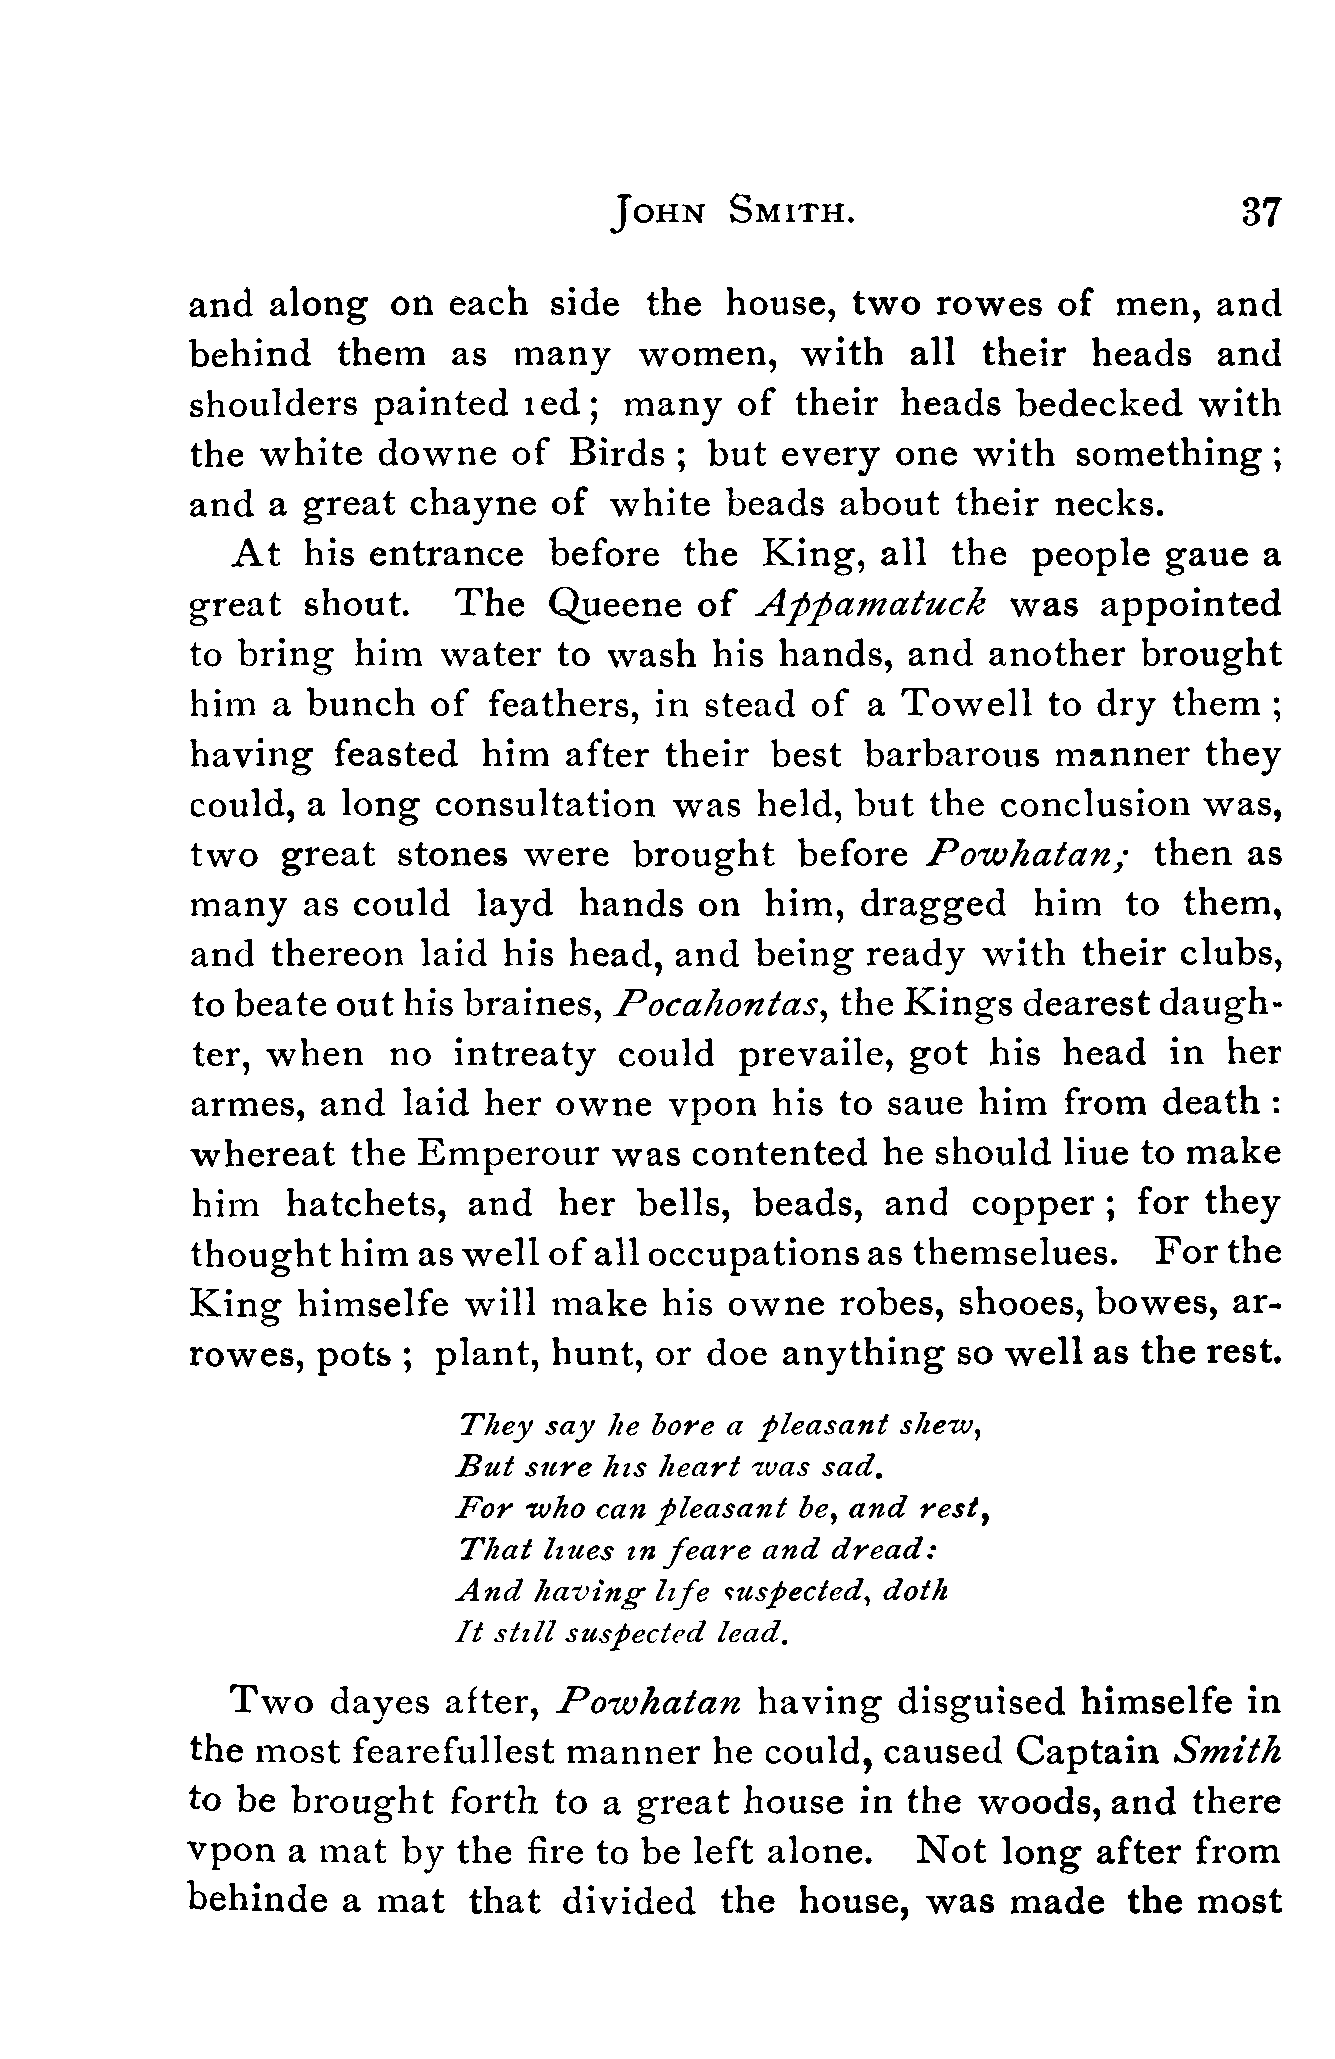 JOHN SMITH. 37
and along on each side the house, two rowes of men, and
behind them as many women, with all their heads and
shoulders painted red; many of their heads bedecked with
the white downe of Birds; but every one with something;
and a great chayne of white beads about their necks.
At his entrance before the King, all the people gaue a
great shout. The Queene of Appamatuck was appointed
to bring him water to wash his hands, and another brought
him a bunch of feathers, in stead of a Towell to dry them;
having feasted him after their best barbarous manner they
could, a long consultation was held, but the conclusion was,
two great stones were brought before Powhatan; then as
many as could layd hands on him, dragged him to them,
and thereon laid his head, and being ready with their clubs,
to beate out his braines, Pocahontas, the Kings dearest daugh-
ter, when no intreaty could prevaile, got his head in her
armes, and laid her owne vpon his to saue him from death:
whereat the Emperour was contented he should liue to make
him hatchets, and her bells, beads, and copper; for they
thought him as well of all occupations as themselues. For the
King himselfe will make his owne robes, shooes, bowes, ar-
rowes, pots; plant, hunt, or doe anything so well as the rest.
They say he bore a pleasant shew,
But sure his heart was sad.
For who can pleasant be, and rest,
That liues in feare and dread:
And having life suspected, doth
It still suspected lead.
Two dayes after, Powhatan having disguised himselfe in
the most fearefullest manner he could, caused Captain Smith
to be brought forth to a great house in the woods, and there
vpon a mat by the fire to be left alone. Not long after from
behinde a mat that divided the house, was made the most